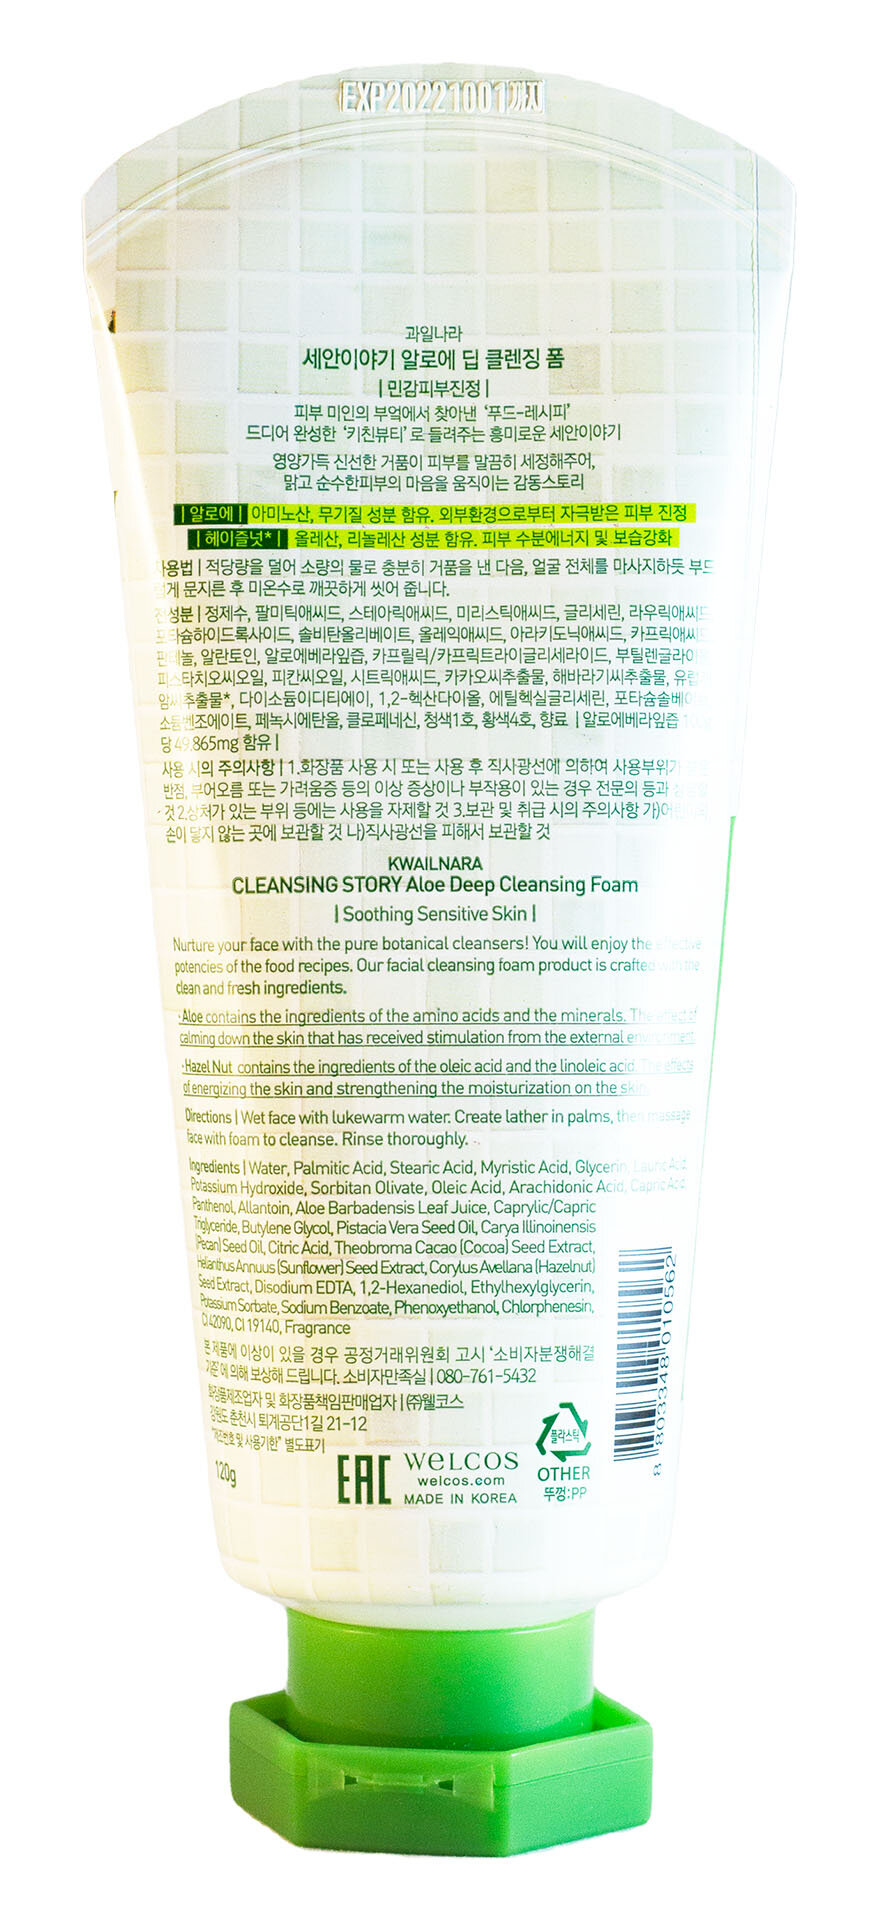 EXP20221001까지
과일나라
세안이야기 알로에 딥 클렌징 폼
| 민감피부진정 |
피부 미인의 부엌에서 찾아낸 ‘푸드-레시피’
드디어 완성한 ‘키친뷰티’로 들려주는 흥미로운 세안이야기
영양가득 신선한 거품이 피부를 말끔히 세정해주어,
맑고 순수한피부의 마음을 움직이는 감동스토리
| 알로에 | 아미노산, 무기질 성분 함유. 외부환경으로부터 자극받은 피부 진정
| 헤이즐넛* | 올레산, 리놀레산 성분 함유. 피부 수분에너지 및 보습강화
사용법 | 적당량을 덜어 소량의 물로 충분히 거품을 낸 다음, 얼굴 전체를 마사지하듯 부드
럽게 문지른 후 미온수로 깨끗하게 씻어 줍니다.
전성분 | 정제수, 팔미틱애씨드, 스테아릭애씨드, 미리스틱애씨드, 글리세린, 라우릭애씨드
포타슘하이드록사이드, 솔비탄올리베이트, 올레익애씨드, 아라키도닉애씨드, 카프릭애씨드
판테놀, 알란토인, 알로에베라잎즙, 카프릴릭/카프릭트라이글리세라이드, 부틸렌글라이
피스타치오씨오일, 피칸씨오일, 시트릭애씨드, 카카오씨추출물, 해바라기씨추출물, 유럽
암씨추출물*, 다이소듐이디티에이, 1,2-헥산다이올, 에틸헥실글리세린, 포타슘솔베이
소듐벤조에이트, 페녹시에탄올, 클로페네신, 청색1호, 황색4호, 향료 | 알로에베라잎즙
당 49.865mg 함유 |
사용 시의 주의사항 | 1.화장품 사용 시 또는 사용 후 직사광선에 의하여 사용부위가
반점, 부어오름 또는 가려움증 등의 이상 증상이나 부작용이 있는 경우 전문의 등과
것 2.상처가 있는 부위 등에는 사용을 자제할 것 3.보관 및 취급 시의 주의사항 가)어린이의
손이 닿지 않는 곳에 보관할 것 나)직사광선을 피해서 보관할 것
KWAILNARA
CLEANSING STORY Aloe Deep Cleansing Foam
| Soothing Sensitive Skin |
Nurture your face with the pure botanical cleansers! You will enjoy the effective
potencies of the food recipes. Our facial cleansing foam product is crafted with the
clean and fresh ingredients.
·Aloe contains the ingredients of the amino acids and the minerals. The effect of
calming down the skin that has received stimulation from the external environment.
·Hazel Nut contains the ingredients of the oleic acid and the linoleic acid. The effects
of energizing the skin and strengthening the moisturization on the skin.
Directions | Wet face with lukewarm water. Create lather in palms, then massage
face with foam to cleanse. Rinse thoroughly.
Ingredients | Water, Palmitic Acid, Stearic Acid, Myristic Acid, Glycerin, Lauric Acid,
Potassium Hydroxide, Sorbitan Olivate, Oleic Acid, Arachidonic Acid, Capric Acid,
Panthenol, Allantoin, Aloe Barbadensis Leaf Juice, Caprylic/Capric
Triglyceride, Butylene Glycol, Pistacia Vera Seed Oil, Carya Illinoinensis
(Pecan) Seed Oil, Citric Acid, Theobroma Cacao (Cocoa) Seed Extract,
Helianthus Annuus (Sunflower) Seed Extract, Corylus Avellana (Hazelnut)
Seed Extract, Disodium EDTA, 1,2-Hexanediol, Ethylhexylglycerin,
Potassium Sorbate, Sodium Benzoate, Phenoxyethanol, Chlorphenesin,
CI 42090, CI 19140, Fragrance
본 제품에 이상이 있을 경우 공정거래위원회 고시 ‘소비자분쟁해결
기준’에 의해 보상해 드립니다. 소비자만족실 | 080-761-5432
화장품제조업자 및 화장품책임판매업자 | ㈜웰코스
강원도 춘천시 퇴계공단1길 21-12
“제조번호 및 사용기한” 별도표기
120g
EAC
WELCOS
welcos.com
MADE IN KOREA
플라스틱
OTHER
뚜껑:PP
8 803348 010562